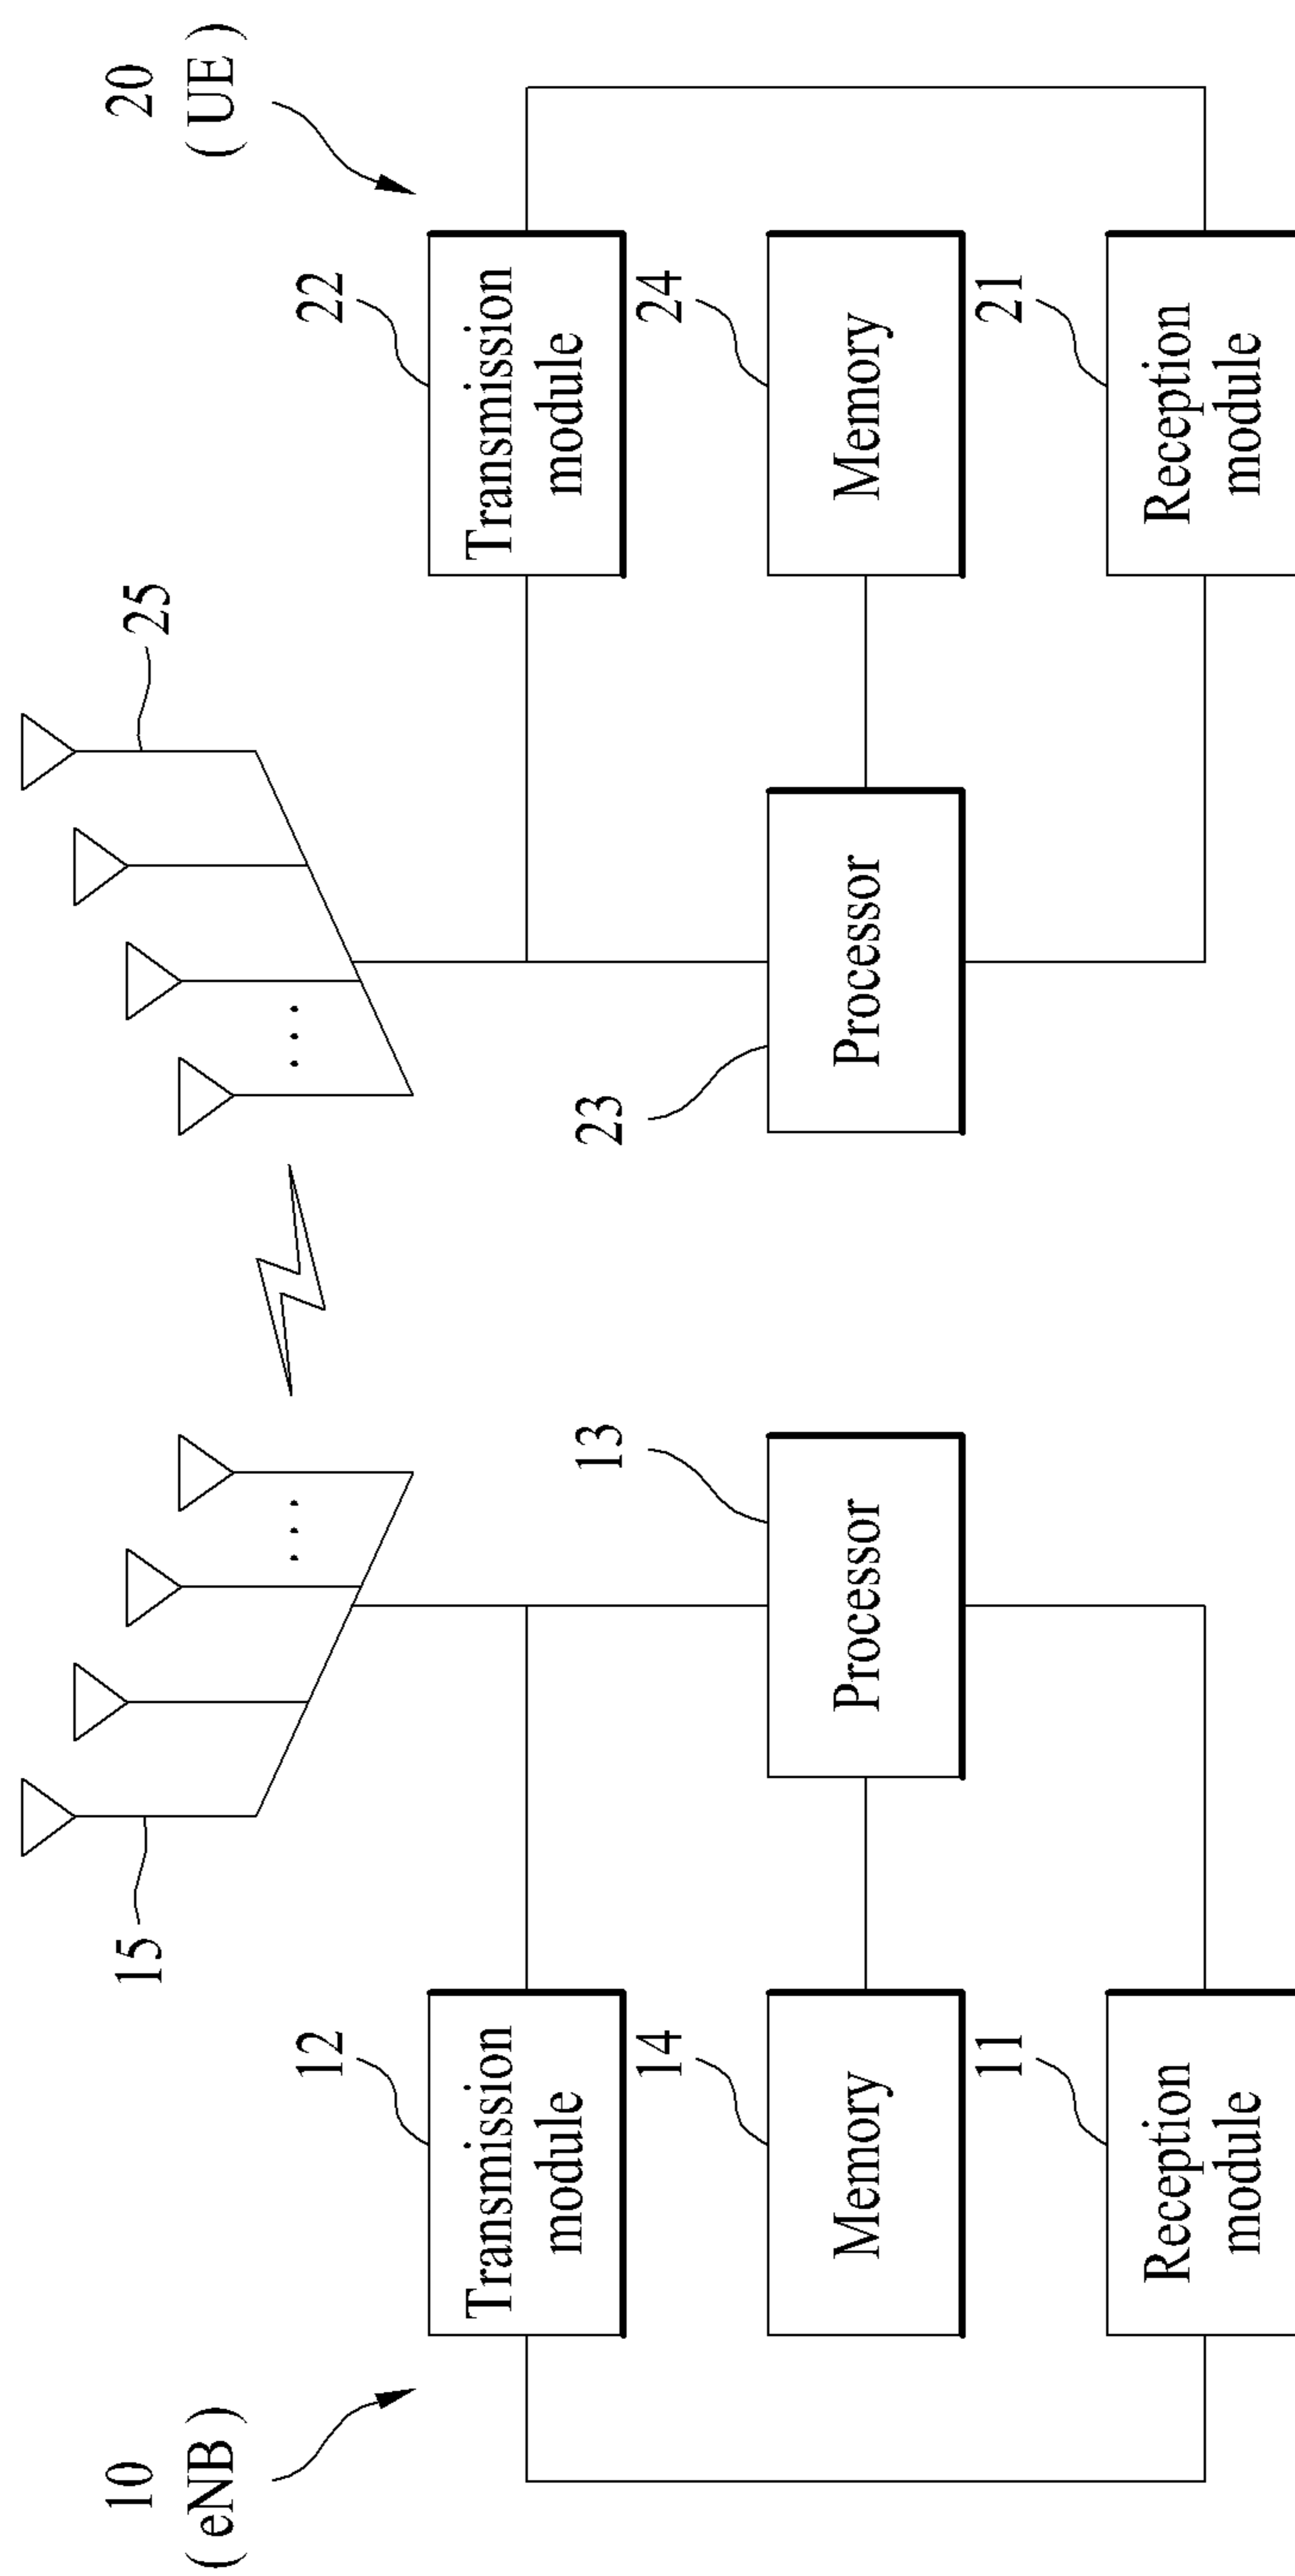 10
( eNB )
15
12
Transmission
module
14
Memory
11
Reception
module
13
Processor
20
( UE )
25
23
Processor
22
Transmission
module
24
Memory
21
Reception
module